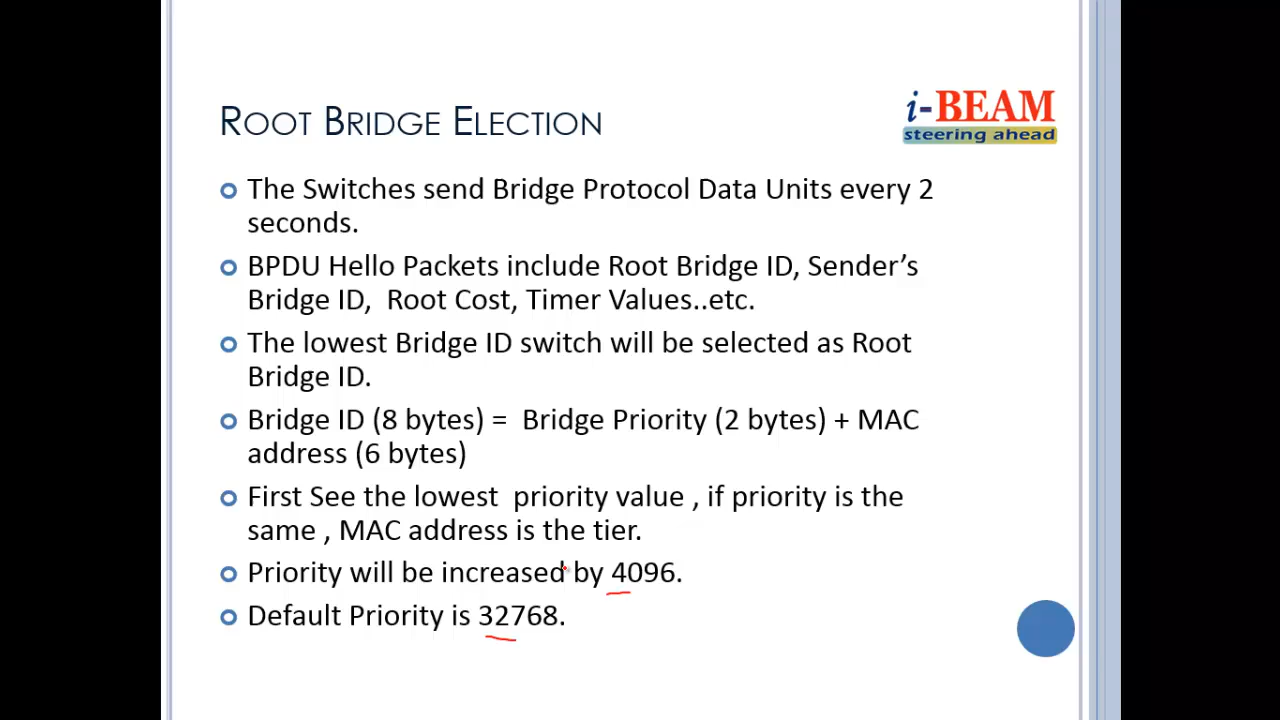 ROOT BRIDGE ELECTION
i-BEAM
steering ahead
The Switches send Bridge Protocol Data Units every 2
seconds.
BPDU Hello Packets include Root Bridge ID, Sender’s
Bridge ID, Root Cost, Timer Values..etc.
The lowest Bridge ID switch will be selected as Root
Bridge ID.
Bridge ID (8 bytes) = Bridge Priority (2 bytes) + MAC
address (6 bytes)
First See the lowest priority value , if priority is the
same , MAC address is the tier.
Priority will be increased by 4096.
Default Priority is 32768.